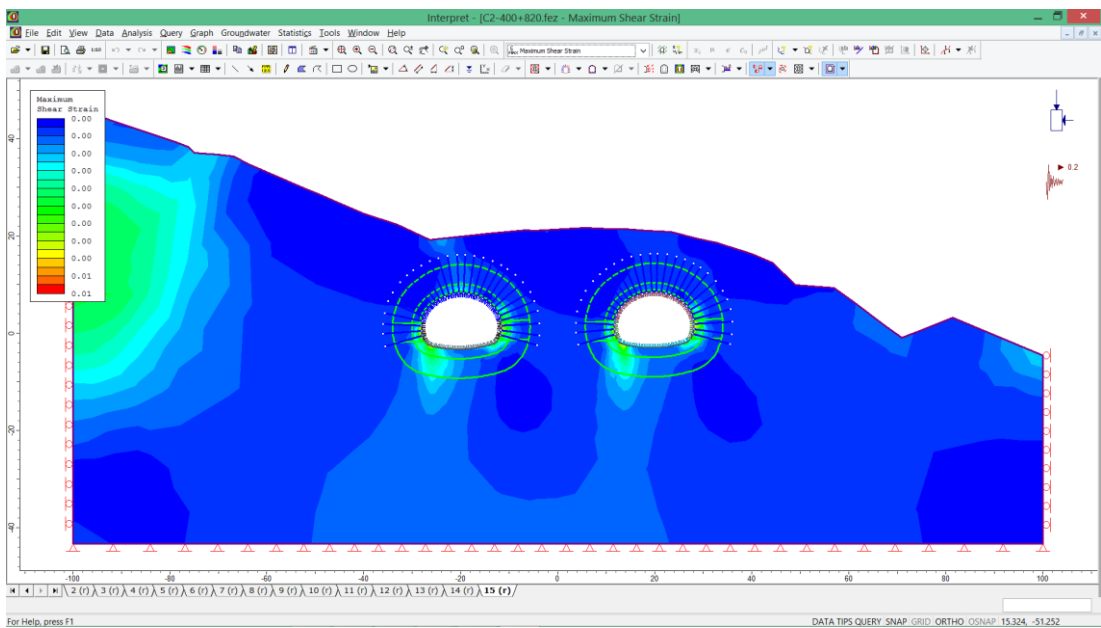 Interpret - [C2-400+820.fez - Maximum Shear Strain]
File Edit View Data Analysis Query Graph Groundwater Statistics Tools Window Help
Maximum Shear Strain
Maximum
Shear Strain
0.00
0.00
0.00
0.00
0.00
0.00
0.00
0.00
0.00
0.01
0.01
0.2
40
20
0
-20
-40
-100 -80 -60 -40 -20 0 20 40 60 80 100
2 (r) 3 (r) 4 (r) 5 (r) 6 (r) 7 (r) 8 (r) 9 (r) 10 (r) 11 (r) 12 (r) 13 (r) 14 (r) 15 (r)
For Help, press F1
DATA TIPS QUERY SNAP GRID ORTHO OSNAP 15.324, -51.252